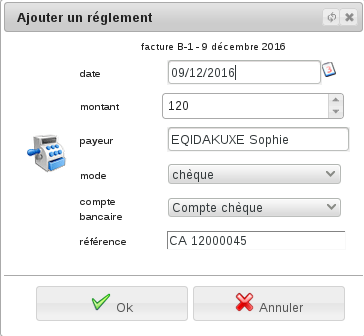 Ajouter un réglement
facture B-1 - 9 décembre 2016
date 09/12/2016
montant 120
payeur EQIDAKUXE Sophie
mode chèque
compte bancaire Compte chèque
référence CA 12000045
Ok Annuler